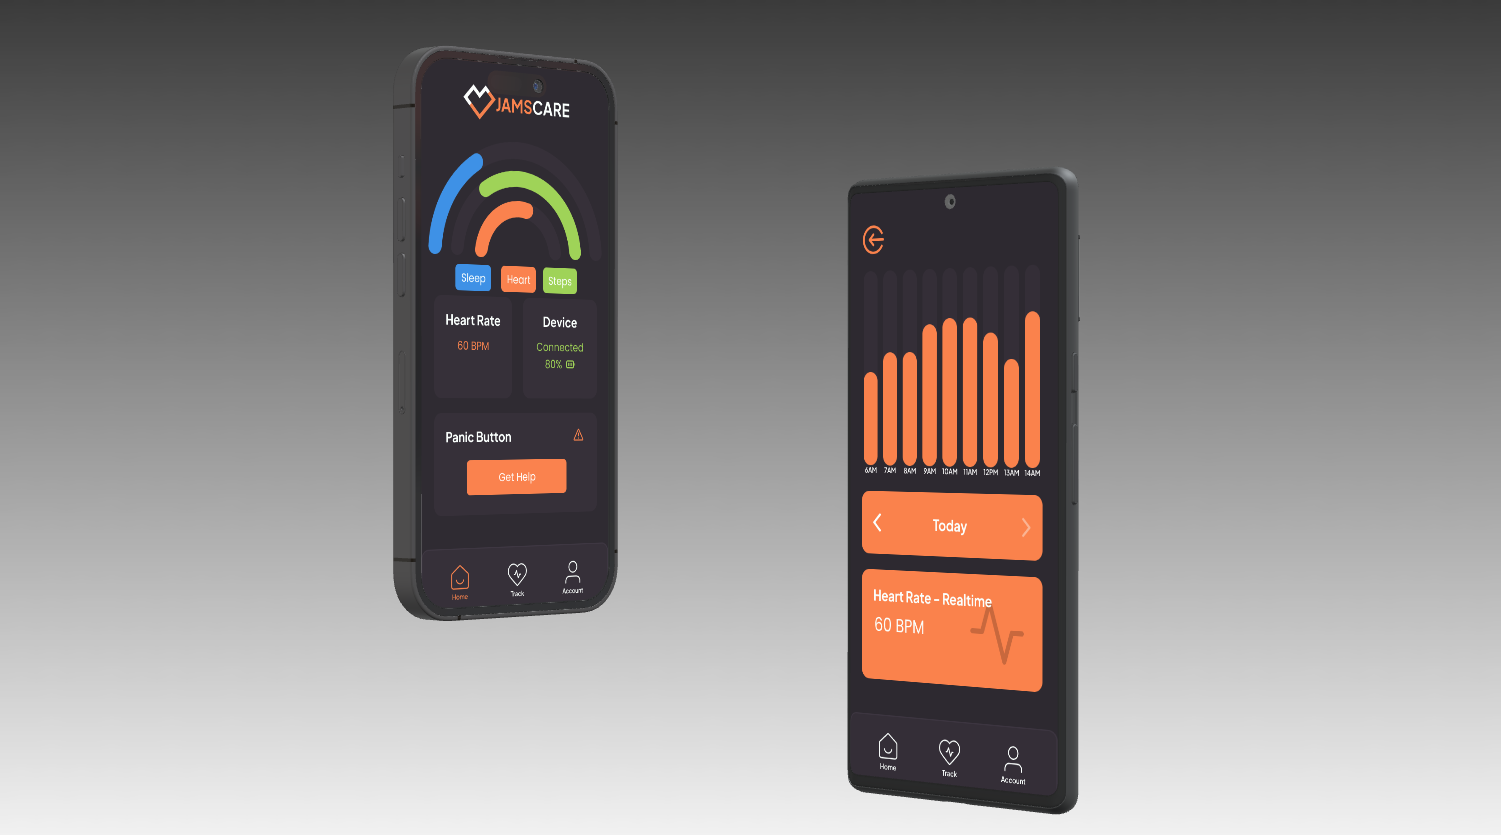 JAMSCARE
Sleep
Heart
Steps
Heart Rate
60 BPM
Device
Connected
80%
Panic Button
Get Help
Home
Track
Account
6AM 7AM 8AM 9AM 10AM 11AM 12PM 13AM 14AM
Today
Heart Rate - Realtime
60 BPM
Home
Track
Account